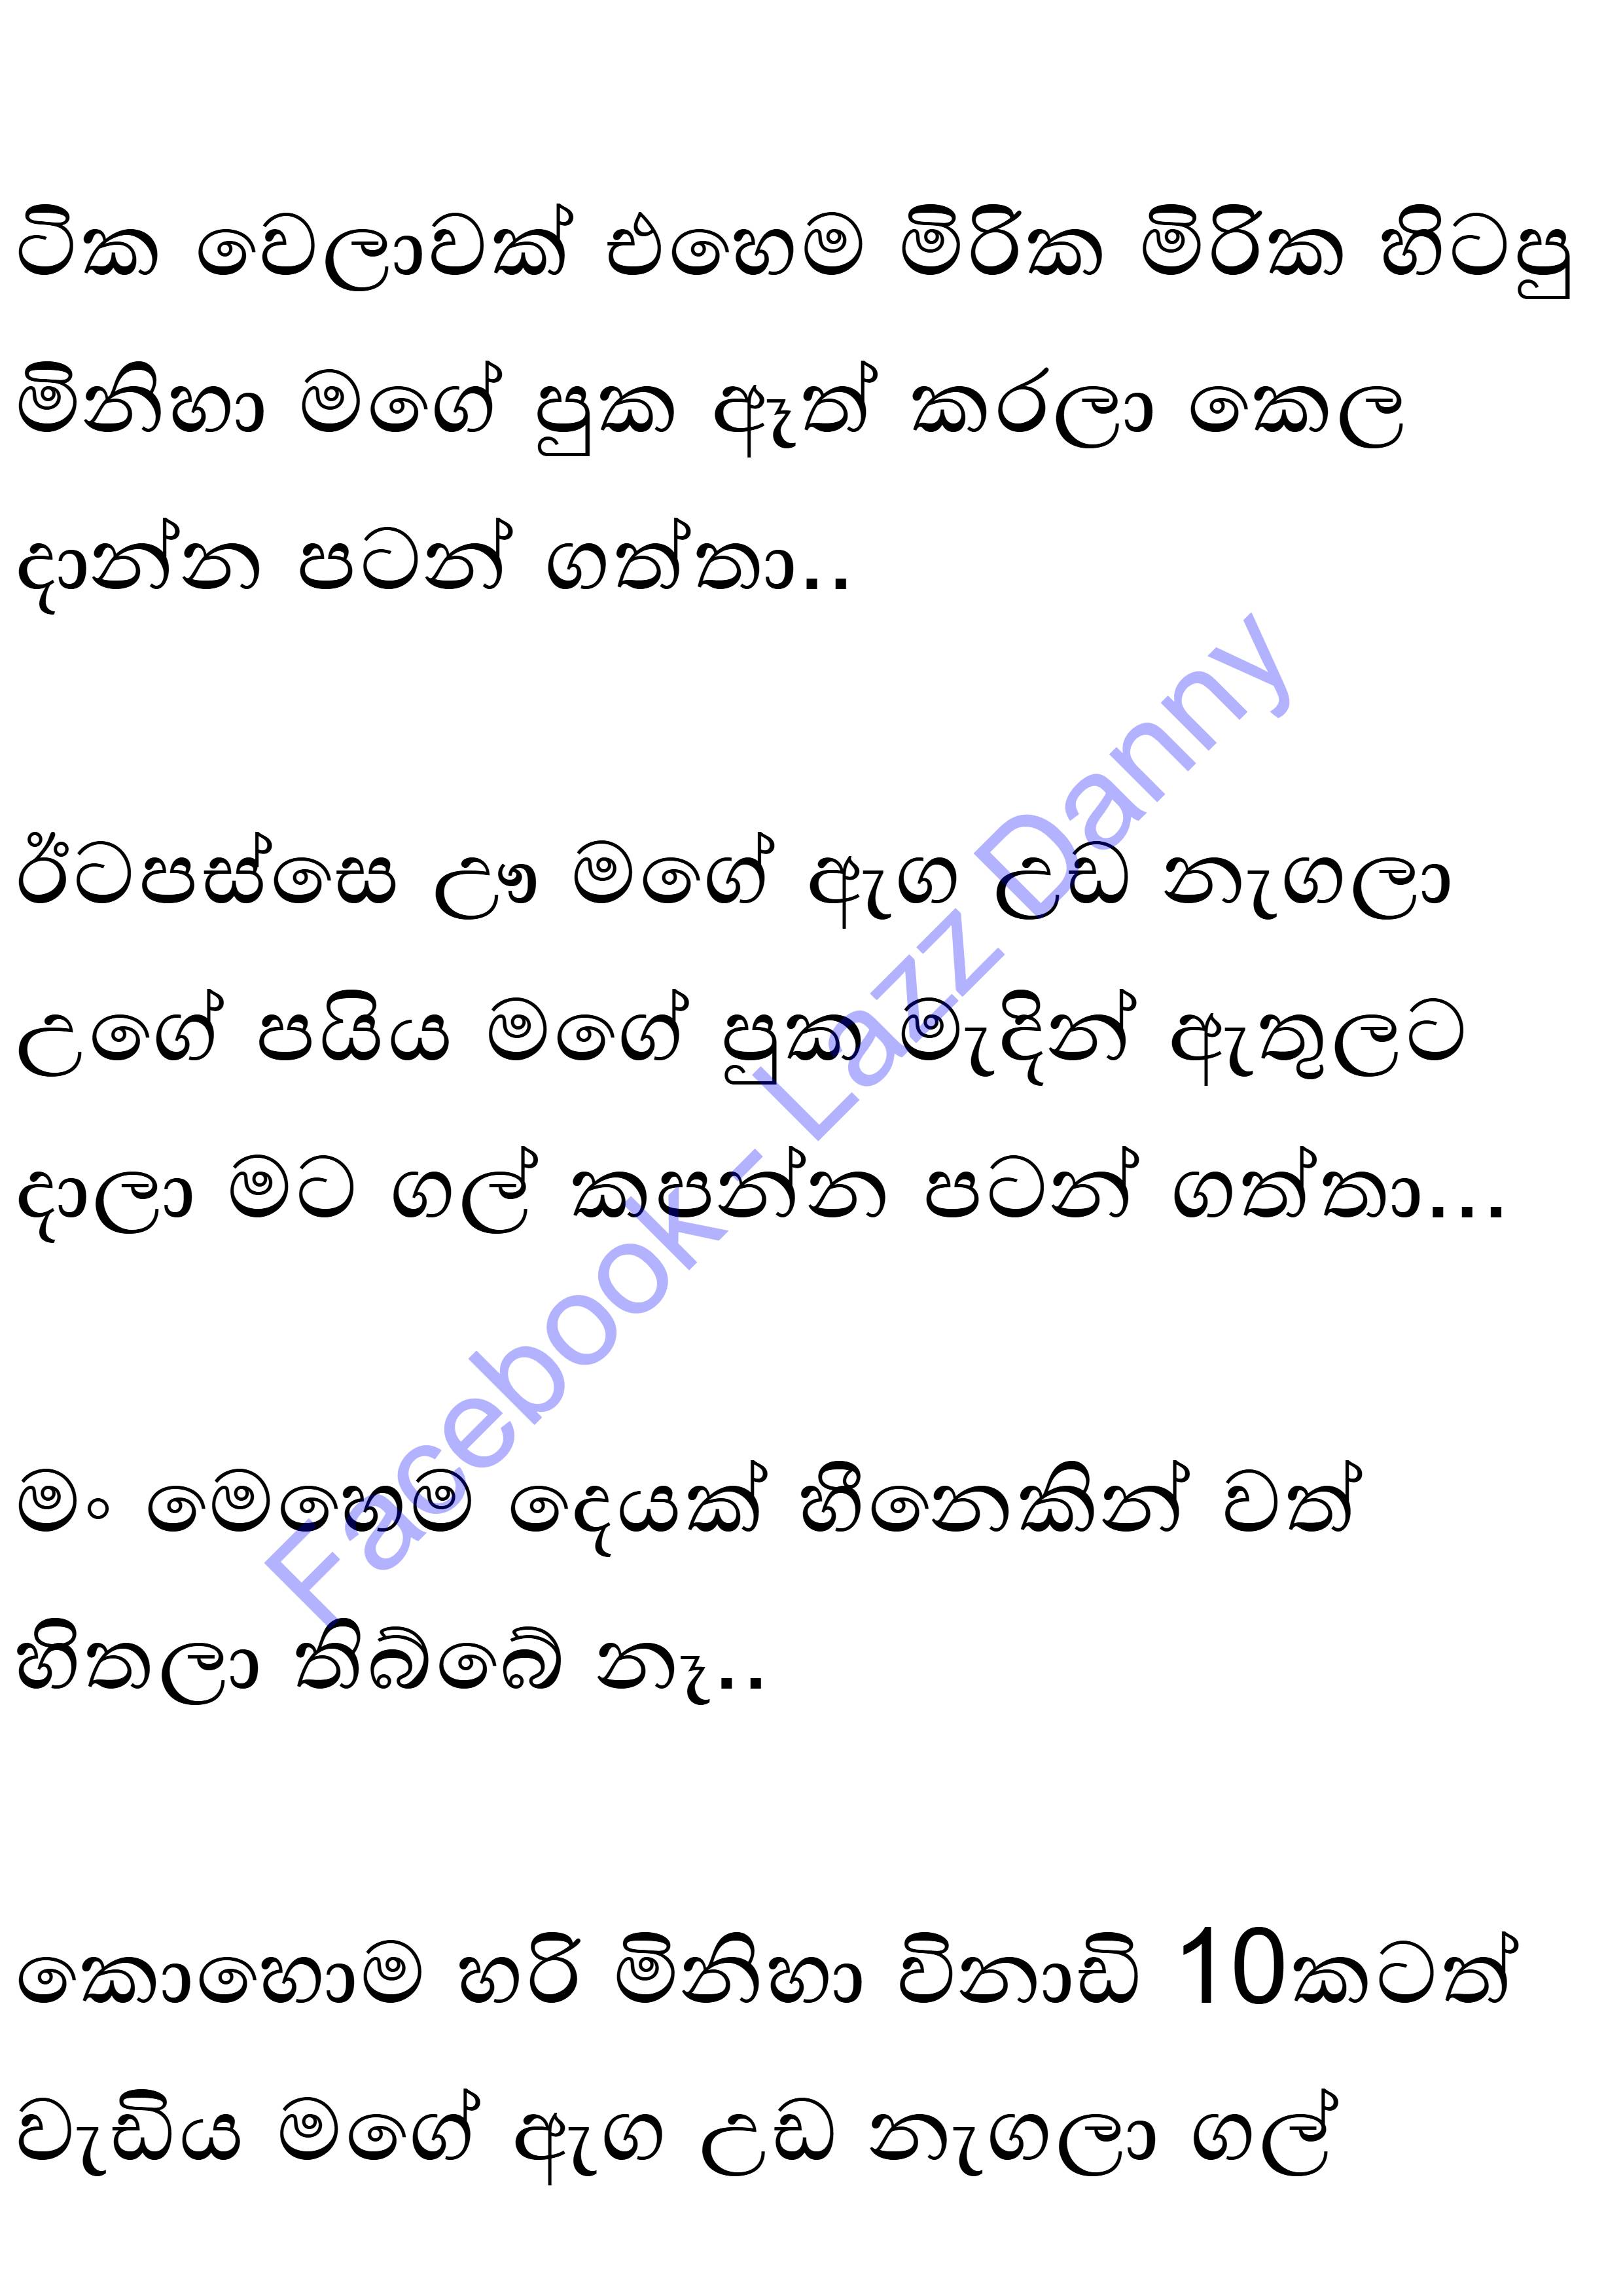 ටික වෙලාවක් එහෙම මිරික මිරික හිටපු
මිනිහා මගේ පුක ඈත් කරලා කෙල
දාන්න පටන් ගත්තා..
ඊටපස්සෙ ඌ මගේ ඇග උඩ නැගලා
උගේ පයිය මගේ පුක මැදින් ඇතුලට
දාලා මට ගල් කපන්න පටන් ගත්තා...
මං මෙහෙම දෙයක් හීනෙකින් වත්
හිතලා තිබ්බේ නෑ..
කොහොම හරි මිනිහා විනාඩි 10කටත්
වැඩිය මගේ ඇග උඩ නැගලා ගල්
Facebook - Lazz Danny